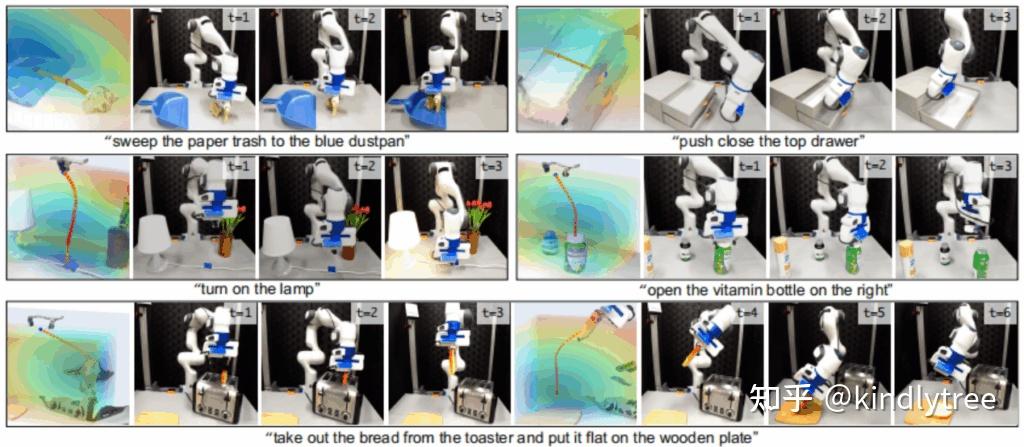 t=1 t=2 t=3 t=1 t=2 t=3
“sweep the paper trash to the blue dustpan” “push close the top drawer”
t=1 t=2 t=3 t=1 t=2 t=3
“turn on the lamp” “open the vitamin bottle on the right”
t=1 t=2 t=3 t=4 t=5 t=6
知乎 @kindlytree
“take out the bread from the toaster and put it flat on the wooden plate”